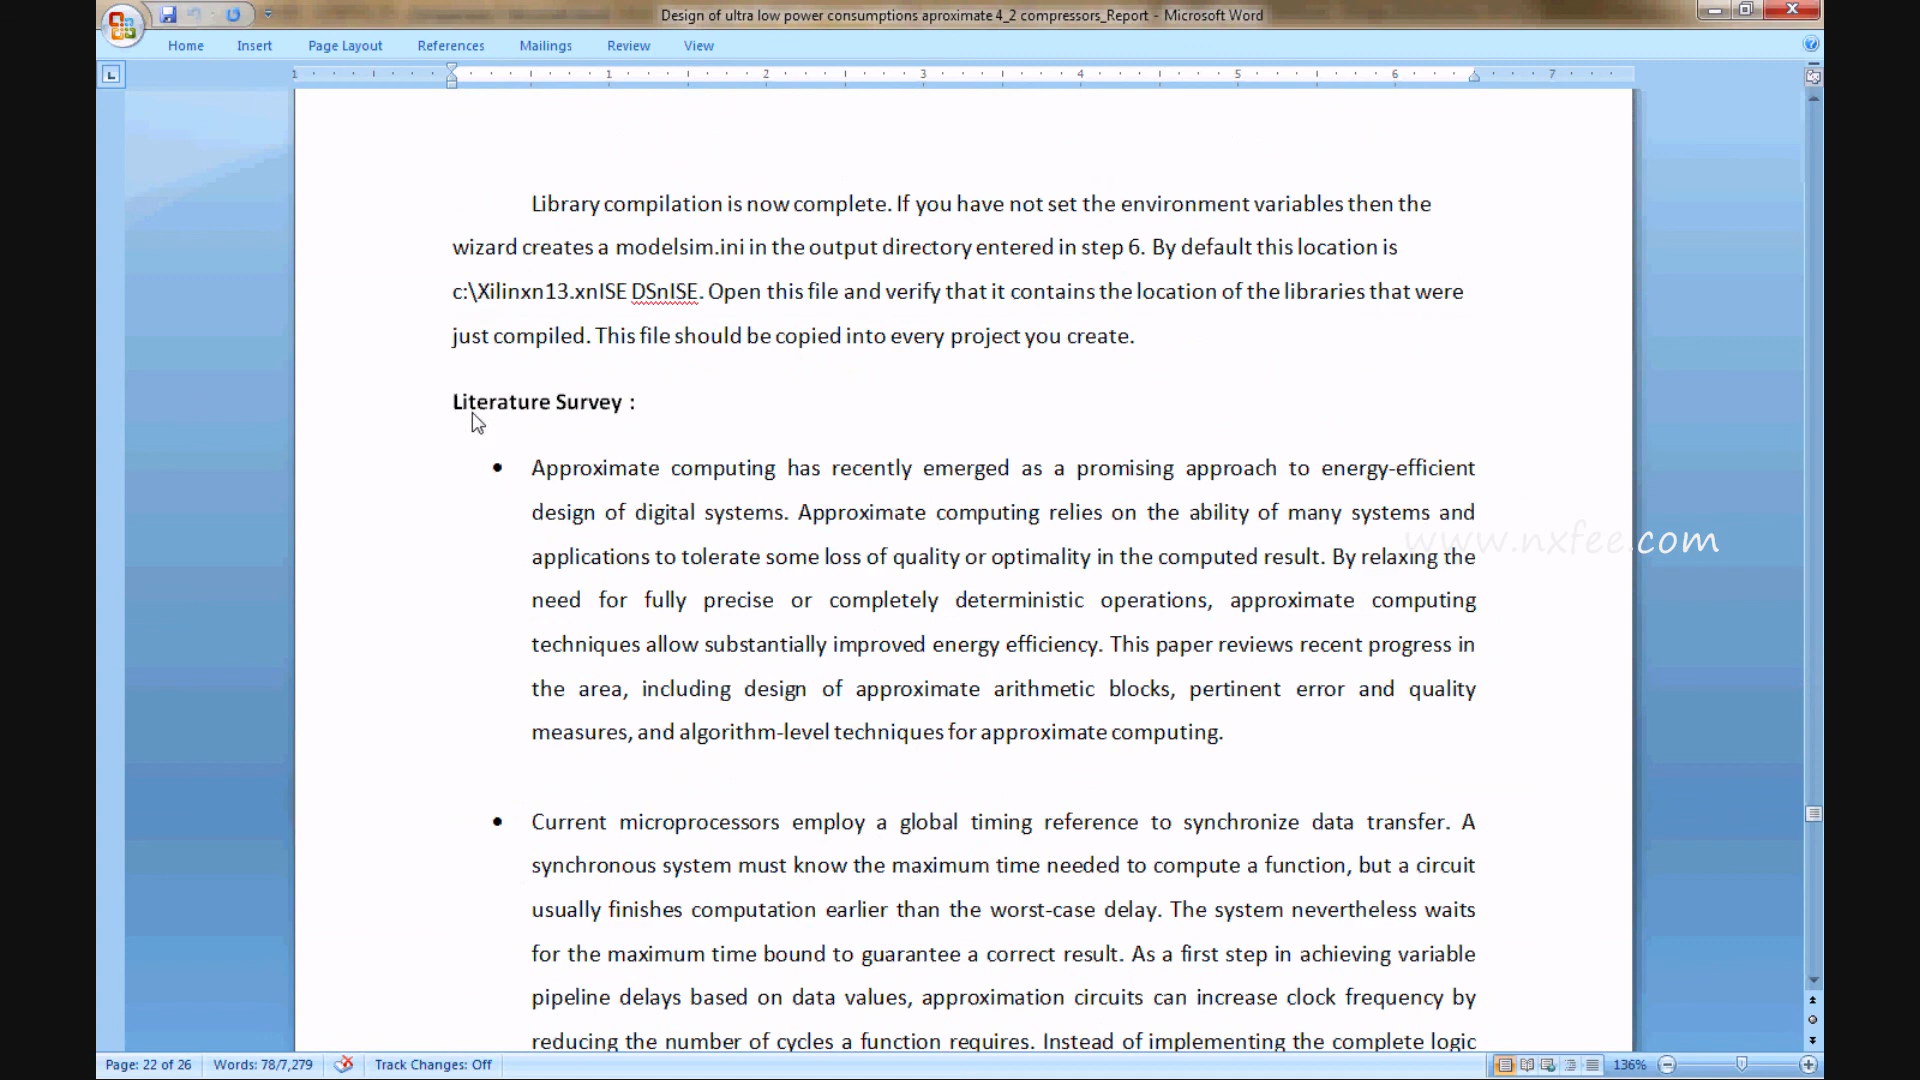 Design of ultra low power consumptions aproximate 4_2 compressors_Report - Microsoft Word
Home Insert Page Layout References Mailings Review View
1 1 2 3 4 5 6 7
Library compilation is now complete. If you have not set the environment variables then the
wizard creates a modelsim.ini in the output directory entered in step 6. By default this location is
c:\Xilinxn13.xnISE DSnISE. Open this file and verify that it contains the location of the libraries that were
just compiled. This file should be copied into every project you create.
Literature Survey :
• Approximate computing has recently emerged as a promising approach to energy-efficient
design of digital systems. Approximate computing relies on the ability of many systems and
applications to tolerate some loss of quality or optimality in the computed result. By relaxing the
www.nxfee.com
need for fully precise or completely deterministic operations, approximate computing
techniques allow substantially improved energy efficiency. This paper reviews recent progress in
the area, including design of approximate arithmetic blocks, pertinent error and quality
measures, and algorithm-level techniques for approximate computing.
• Current microprocessors employ a global timing reference to synchronize data transfer. A
synchronous system must know the maximum time needed to compute a function, but a circuit
usually finishes computation earlier than the worst-case delay. The system nevertheless waits
for the maximum time bound to guarantee a correct result. As a first step in achieving variable
pipeline delays based on data values, approximation circuits can increase clock frequency by
reducing the number of cycles a function requires. Instead of implementing the complete logic
Page: 22 of 26 Words: 78/7,279 Track Changes: Off 136%